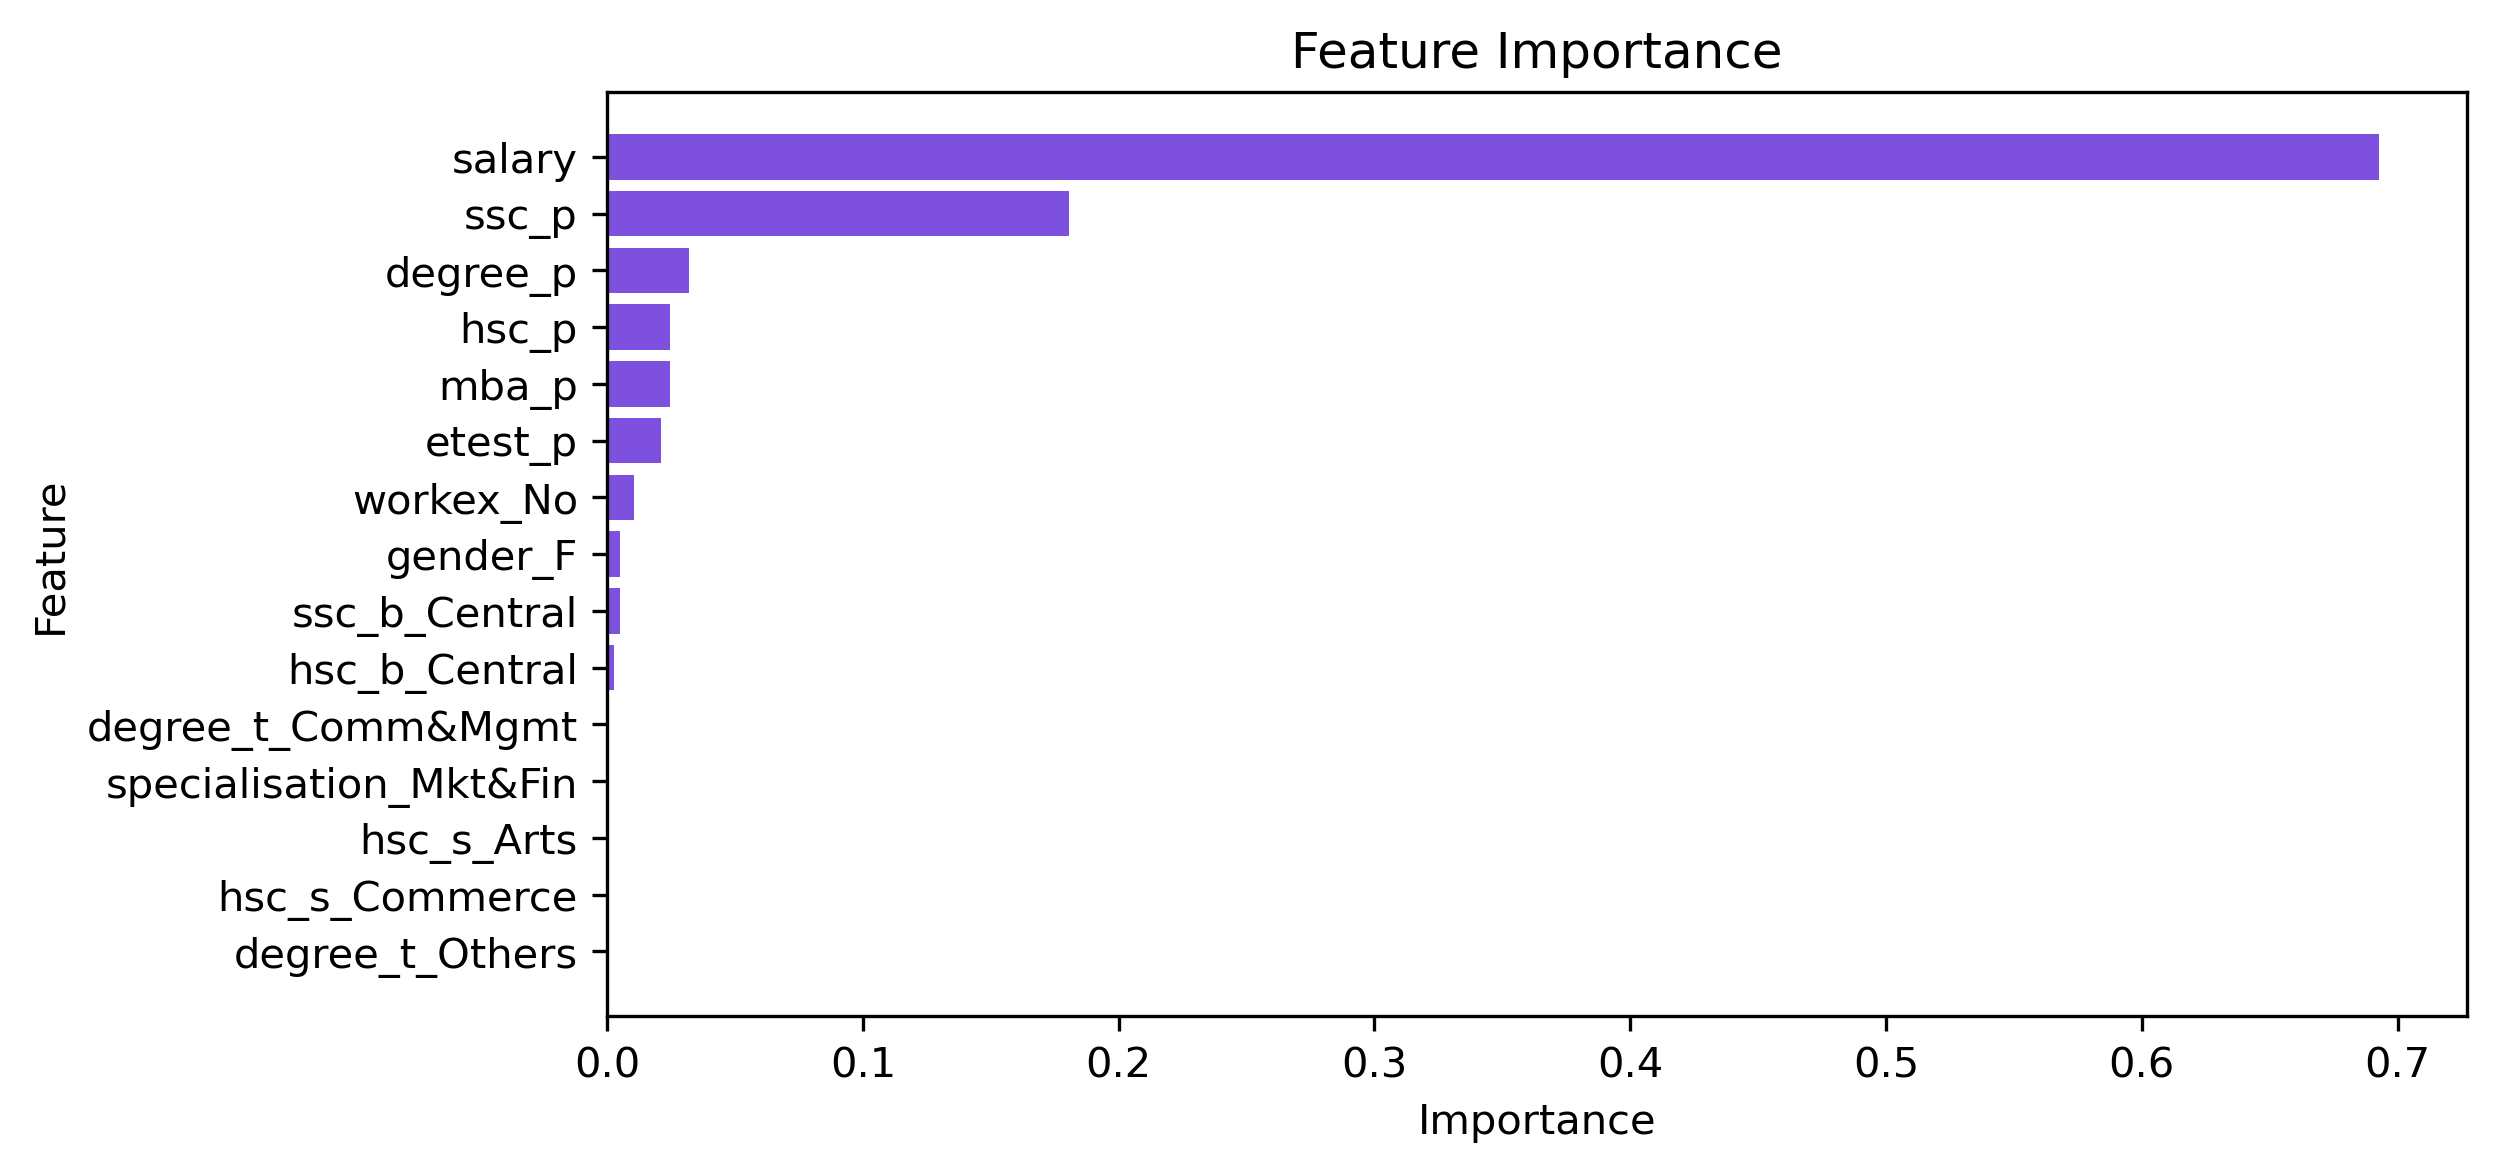 Feature Importance
salary
ssc_p
degree_p
hsc_p
mba_p
etest_p
workex_No
gender_F
ssc_b_Central
hsc_b_Central
degree_t_Comm&Mgmt
specialisation_Mkt&Fin
hsc_s_Arts
hsc_s_Commerce
degree_t_Others
Feature
0.0 0.1 0.2 0.3 0.4 0.5 0.6 0.7
Importance